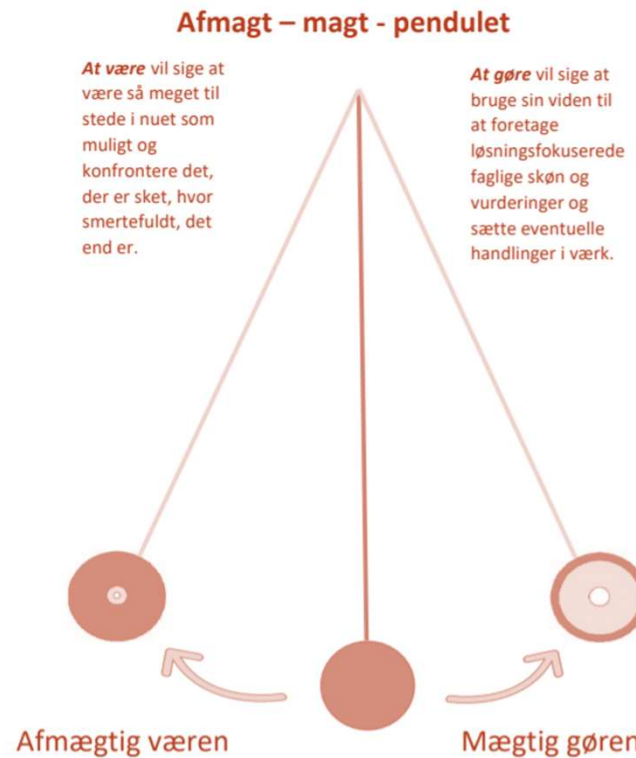 Afmagt – magt - pendulet
At være vil sige at
være så meget til
stede i nuet som
muligt og
konfrontere det,
der er sket, hvor
smertefuldt, det
end er.
At gøre vil sige at
bruge sin viden til
at foretage
løsningsfokuserede
faglige skøn og
vurderinger og
sætte eventuelle
handlinger i værk.
Afmægtig væren
Mægtig gøren